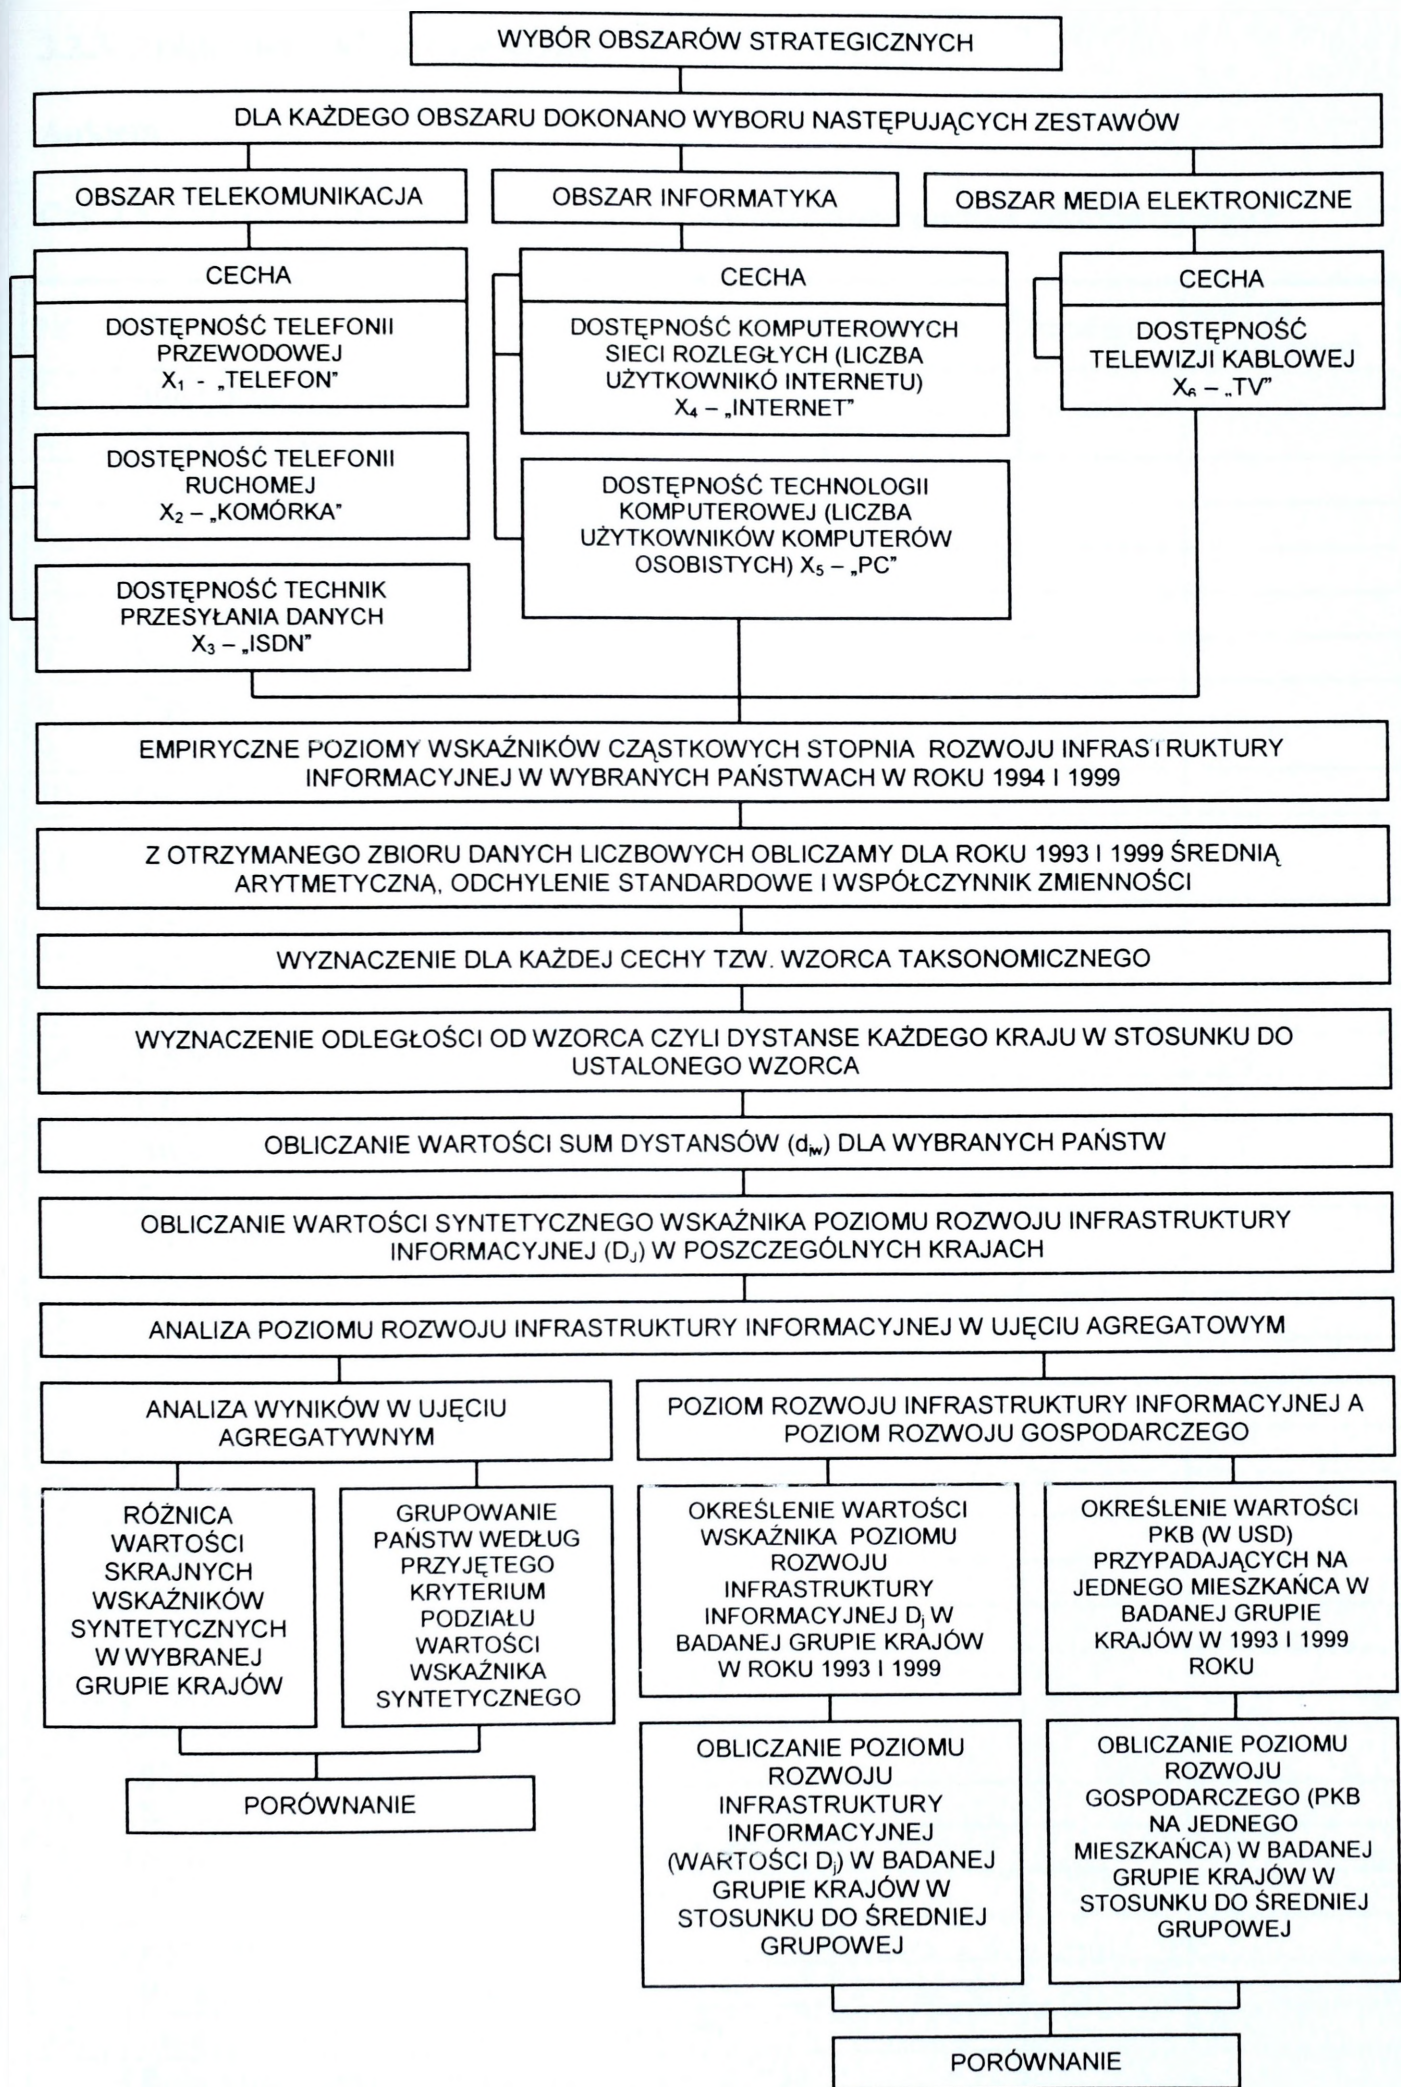 WYBÓR OBSZARÓW STRATEGICZNYCH
DLA KAŻDEGO OBSZARU DOKONANO WYBORU NASTĘPUJĄCYCH ZESTAWÓW
OBSZAR TELEKOMUNIKACJA
OBSZAR INFORMATYKA
OBSZAR MEDIA ELEKTRONICZNE
CECHA
DOSTĘPNOŚĆ TELEFONII
PRZEWODOWEJ
X₁ - „TELEFON”
DOSTĘPNOŚĆ TELEFONII
RUCHOMEJ
X₂ – „KOMÓRKA”
DOSTĘPNOŚĆ TECHNIK
PRZESYŁANIA DANYCH
X₃ – „ISDN”
CECHA
DOSTĘPNOŚĆ KOMPUTEROWYCH
SIECI ROZLEGŁYCH (LICZBA
UŻYTKOWNIKÓ INTERNETU)
X₄ – „INTERNET”
DOSTĘPNOŚĆ TECHNOLOGII
KOMPUTEROWEJ (LICZBA
UŻYTKOWNIKÓW KOMPUTERÓW
OSOBISTYCH) X₅ – „PC”
CECHA
DOSTĘPNOŚĆ
TELEWIZJI KABLOWEJ
X₆ – „TV”
EMPIRYCZNE POZIOMY WSKAŹNIKÓW CZĄSTKOWYCH STOPNIA ROZWOJU INFRASTRUKTURY
INFORMACYJNEJ W WYBRANYCH PAŃSTWACH W ROKU 1994 I 1999
Z OTRZYMANEGO ZBIORU DANYCH LICZBOWYCH OBLICZAMY DLA ROKU 1993 I 1999 ŚREDNIĄ
ARYTMETYCZNĄ, ODCHYLENIE STANDARDOWE I WSPÓŁCZYNNIK ZMIENNOŚCI
WYZNACZENIE DLA KAŻDEJ CECHY TZW. WZORCA TAKSONOMICZNEGO
WYZNACZENIE ODLEGŁOŚCI OD WZORCA CZYLI DYSTANSE KAŻDEGO KRAJU W STOSUNKU DO
USTALONEGO WZORCA
OBLICZANIE WARTOŚCI SUM DYSTANSÓW (d_jw) DLA WYBRANYCH PAŃSTW
OBLICZANIE WARTOŚCI SYNTETYCZNEGO WSKAŹNIKA POZIOMU ROZWOJU INFRASTRUKTURY
INFORMACYJNEJ (D_J) W POSZCZEGÓLNYCH KRAJACH
ANALIZA POZIOMU ROZWOJU INFRASTRUKTURY INFORMACYJNEJ W UJĘCIU AGREGATOWYM
ANALIZA WYNIKÓW W UJĘCIU
AGREGATYWNYM
RÓŻNICA
WARTOŚCI
SKRAJNYCH
WSKAŹNIKÓW
SYNTETYCZNYCH
W WYBRANEJ
GRUPIE KRAJÓW
GRUPOWANIE
PAŃSTW WEDŁUG
PRZYJĘTEGO
KRYTERIUM
PODZIAŁU
WARTOŚCI
WSKAŹNIKA
SYNTETYCZNEGO
PORÓWNANIE
POZIOM ROZWOJU INFRASTRUKTURY INFORMACYJNEJ A
POZIOM ROZWOJU GOSPODARCZEGO
OKREŚLENIE WARTOŚCI
WSKAŹNIKA POZIOMU
ROZWOJU
INFRASTRUKTURY
INFORMACYJNEJ Dⱼ W
BADANEJ GRUPIE KRAJÓW
W ROKU 1993 I 1999
OKREŚLENIE WARTOŚCI
PKB (W USD)
PRZYPADAJĄCYCH NA
JEDNEGO MIESZKAŃCA W
BADANEJ GRUPIE
KRAJÓW W 1993 I 1999
ROKU
OBLICZANIE POZIOMU
ROZWOJU
INFRASTRUKTURY
INFORMACYJNEJ
(WARTOŚCI Dⱼ) W BADANEJ
GRUPIE KRAJÓW W
STOSUNKU DO ŚREDNIEJ
GRUPOWEJ
OBLICZANIE POZIOMU
ROZWOJU
GOSPODARCZEGO (PKB
NA JEDNEGO
MIESZKAŃCA) W BADANEJ
GRUPIE KRAJÓW W
STOSUNKU DO ŚREDNIEJ
GRUPOWEJ
PORÓWNANIE